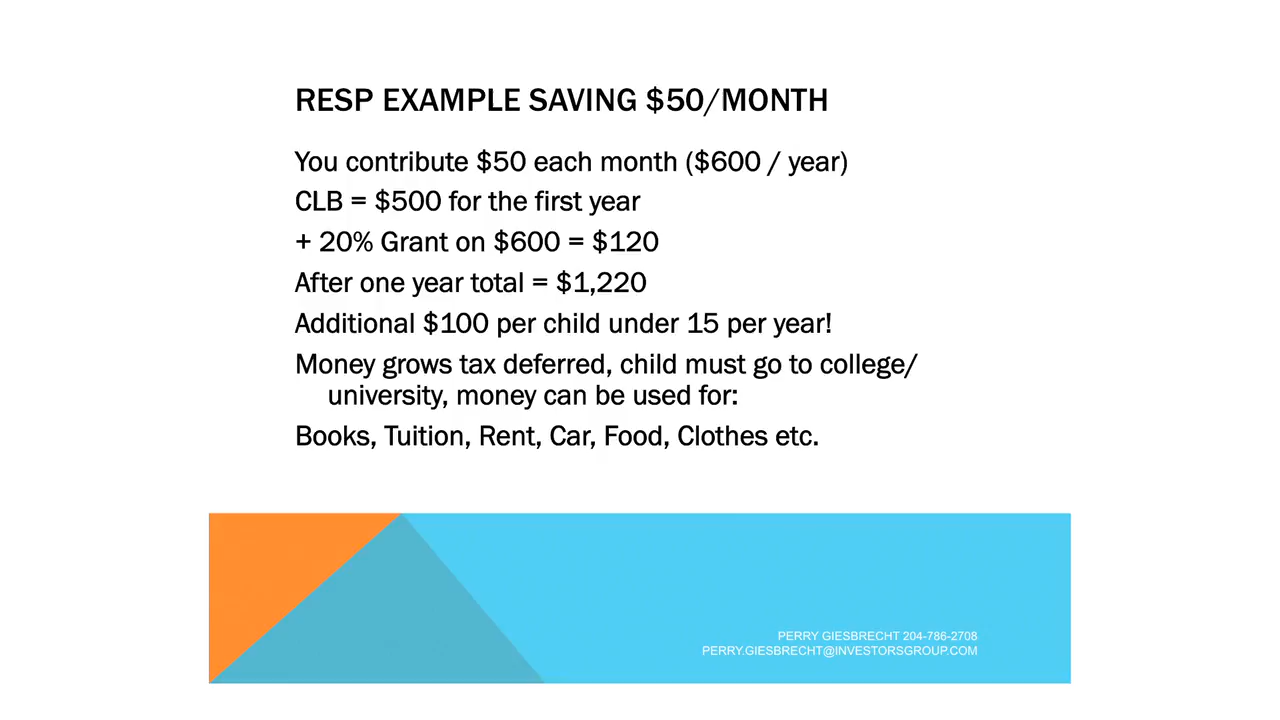 RESP EXAMPLE SAVING $50/MONTH
You contribute $50 each month ($600 / year)
CLB = $500 for the first year
+ 20% Grant on $600 = $120
After one year total = $1,220
Additional $100 per child under 15 per year!
Money grows tax deferred, child must go to college/
university, money can be used for:
Books, Tuition, Rent, Car, Food, Clothes etc.
PERRY GIESBRECHT 204-786-2708
PERRY.GIESBRECHT@INVESTORSGROUP.COM